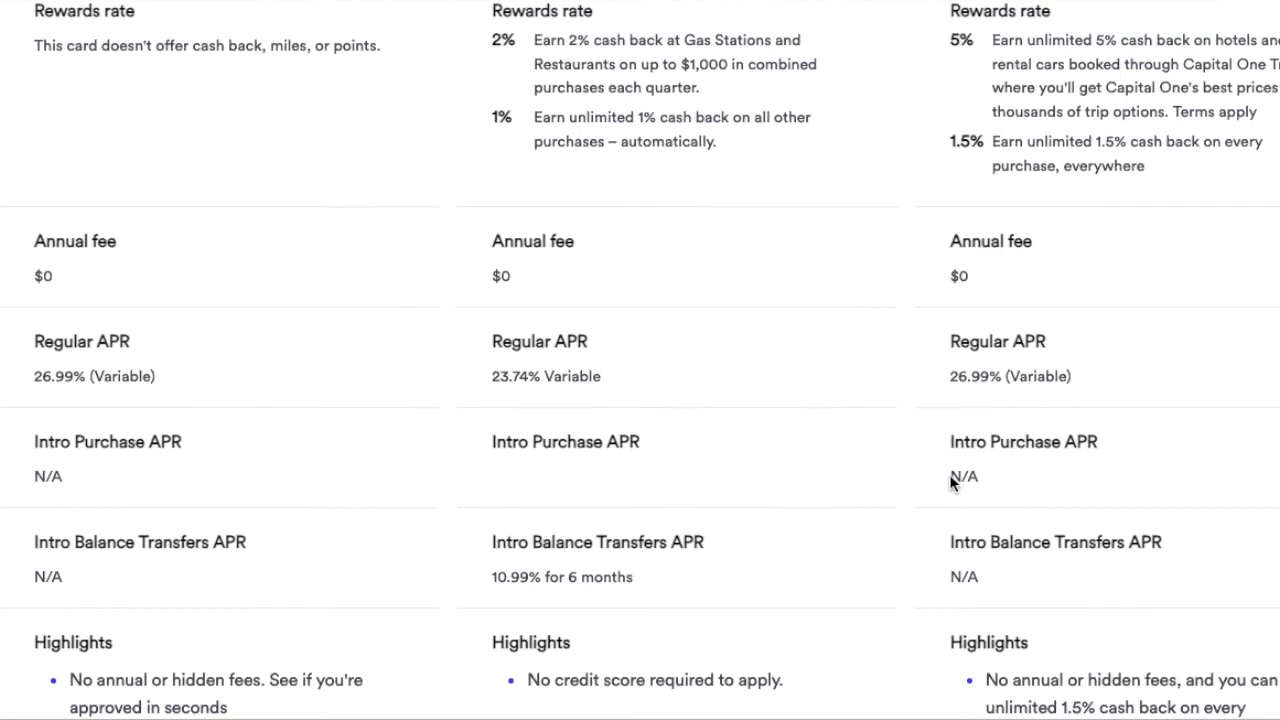 Rewards rate
This card doesn't offer cash back, miles, or points.
Annual fee
$0
Regular APR
26.99% (Variable)
Intro Purchase APR
N/A
Intro Balance Transfers APR
N/A
Highlights
• No annual or hidden fees. See if you're
approved in seconds
Rewards rate
2% Earn 2% cash back at Gas Stations and
Restaurants on up to $1,000 in combined
purchases each quarter.
1% Earn unlimited 1% cash back on all other
purchases – automatically.
Annual fee
$0
Regular APR
23.74% Variable
Intro Purchase APR
Intro Balance Transfers APR
10.99% for 6 months
Highlights
• No credit score required to apply.
Rewards rate
5% Earn unlimited 5% cash back on hotels and
rental cars booked through Capital One
where you'll get Capital One's best prices
thousands of trip options. Terms apply
1.5% Earn unlimited 1.5% cash back on every
purchase, everywhere
Annual fee
$0
Regular APR
26.99% (Variable)
Intro Purchase APR
N/A
Intro Balance Transfers APR
N/A
Highlights
• No annual or hidden fees, and you can
unlimited 1.5% cash back on every